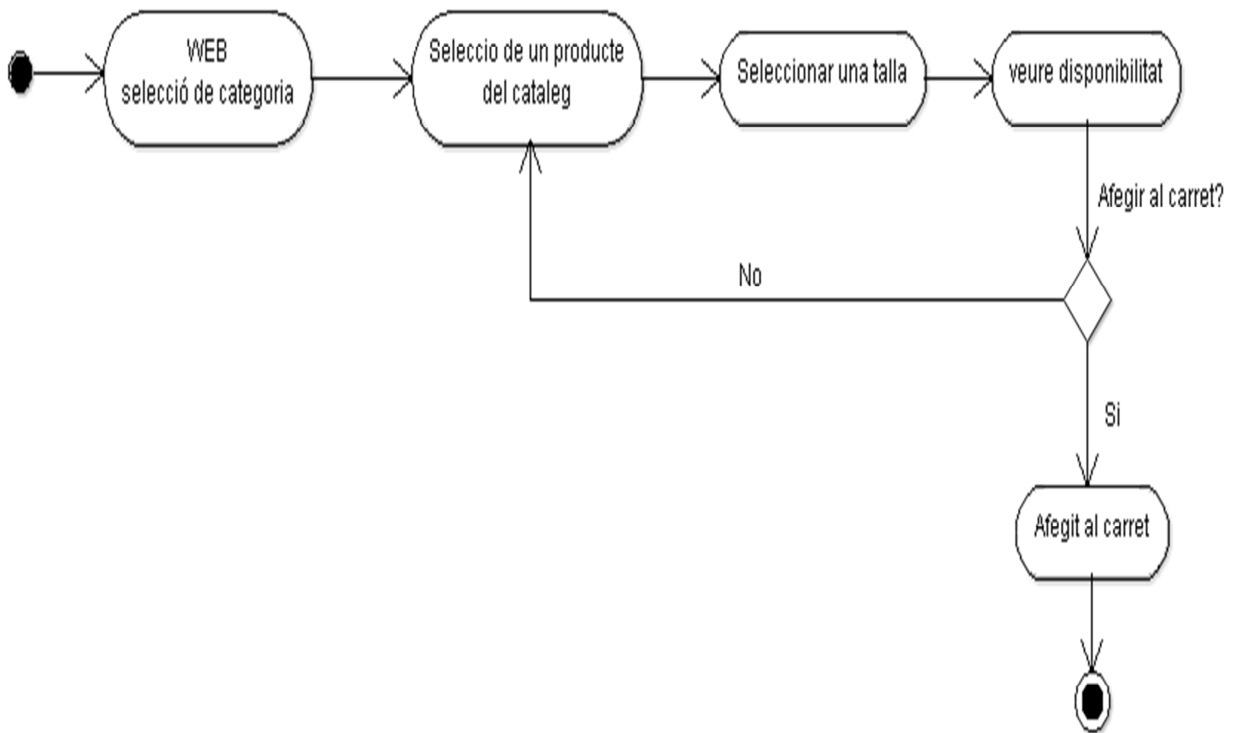 WEB
selecció de categoria
Seleccio de un producte
del cataleg
Seleccionar una talla
veure disponibilitat
Afegir al carret?
No
Si
Afegit al carret